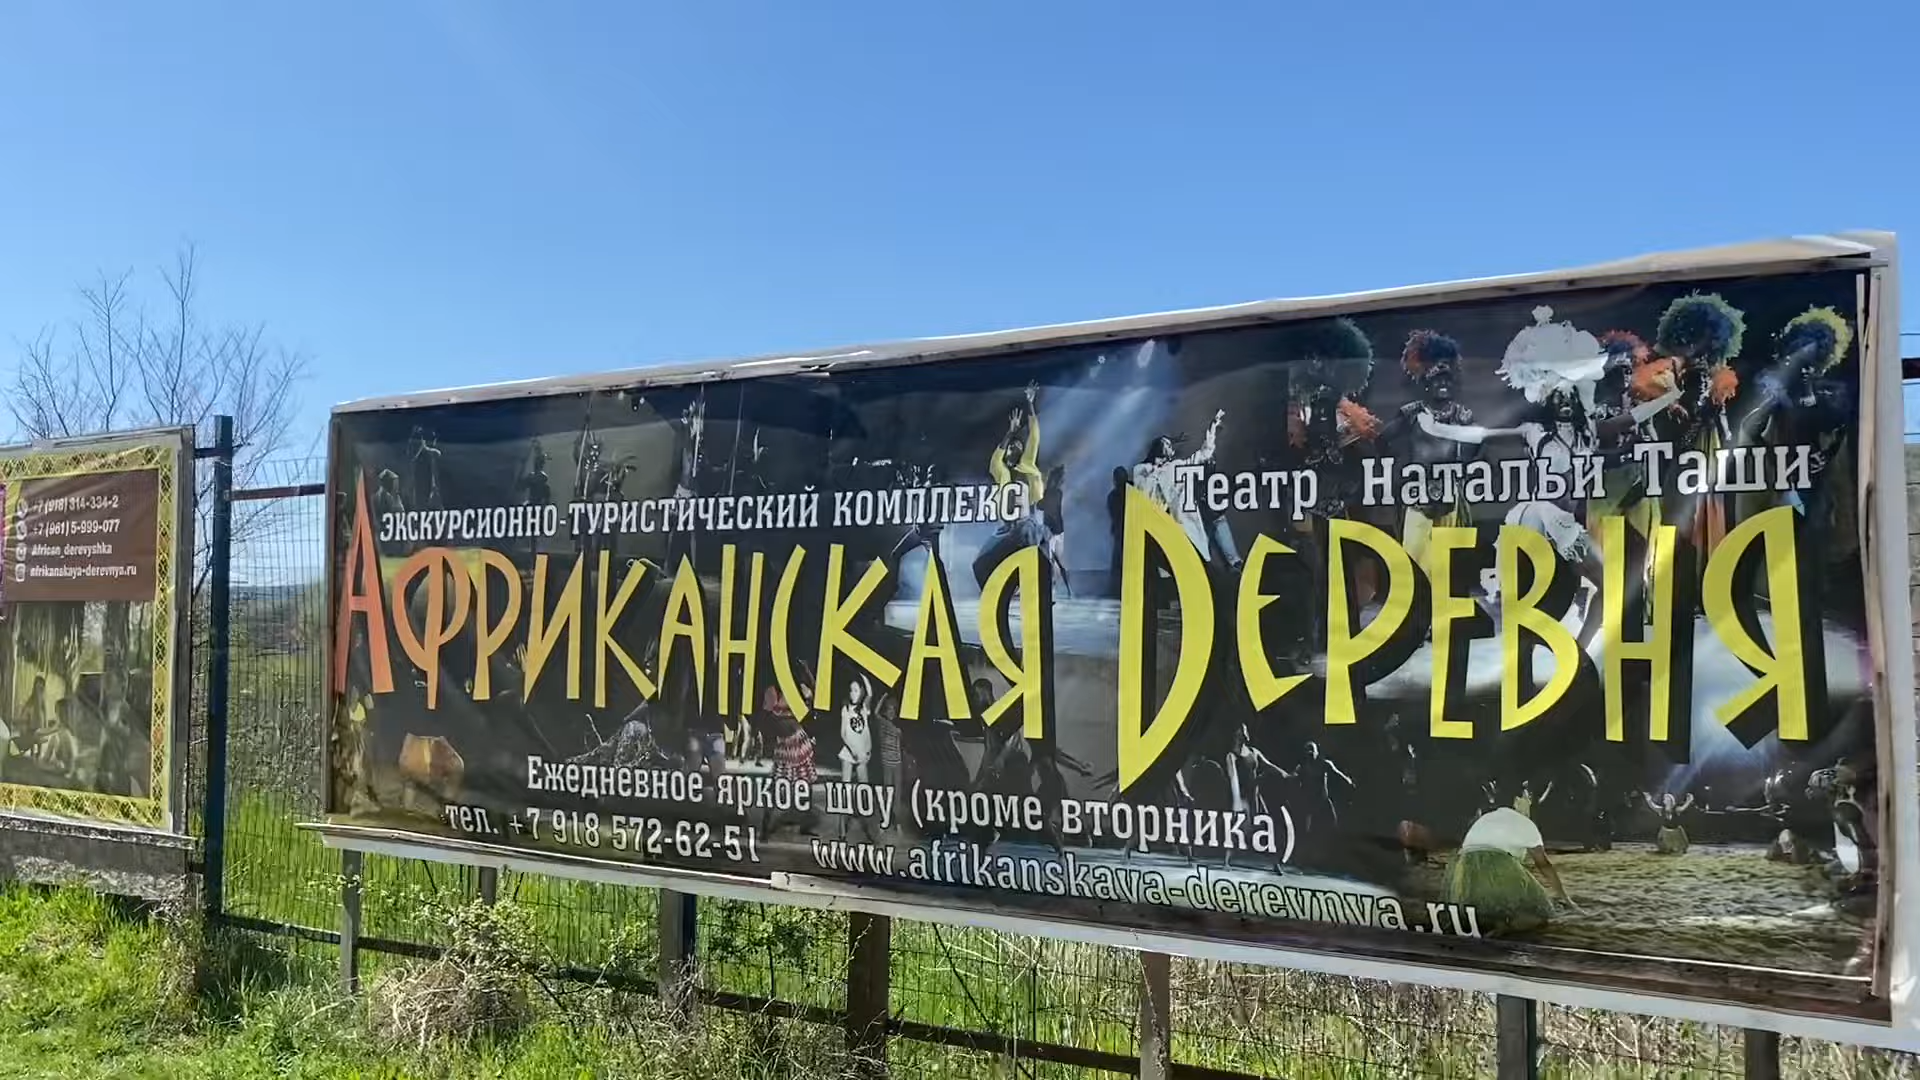 +7 (918) 314-334-2
+7 (961) 5-999-077
African_derevyshka
afrikanskaya-derevnya.ru
ЭКСКУРСИОННО-ТУРИСТИЧЕСКИЙ КОМПЛЕКС
Театр Натальи Таши
АФРИКАНСКАЯ ДЕРЕВНЯ
Ежедневное яркое шоу (кроме вторника)
тел. +7 918 572-62-51 www.afrikanskaya-derevnya.ru